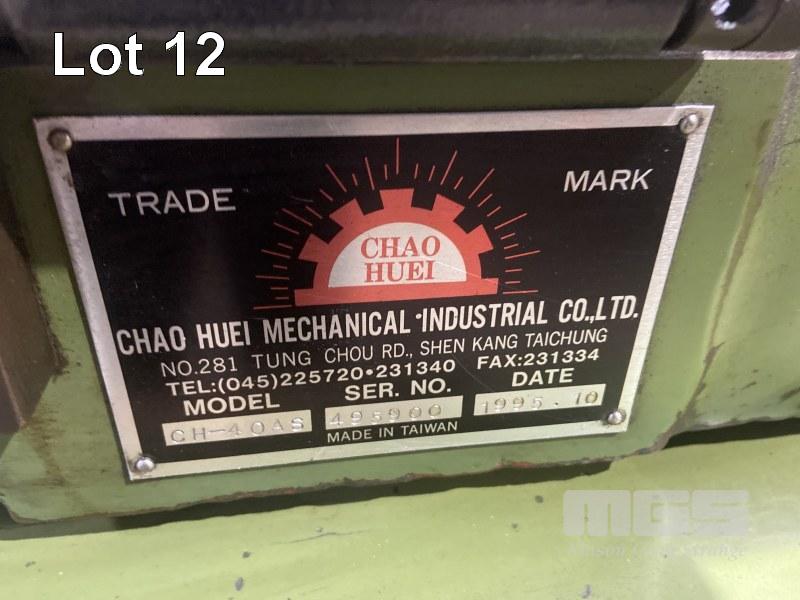 Lot 12
TRADE MARK
CHAO
HUEI
CHAO HUEI MECHANICAL INDUSTRIAL CO.,LTD.
NO.281 TUNG CHOU RD., SHEN KANG TAICHUNG
TEL:(045)225720•231340 FAX:231334
MODEL SER. NO. DATE
CH-40AS 495900 1995.10
MADE IN TAIWAN
MGS